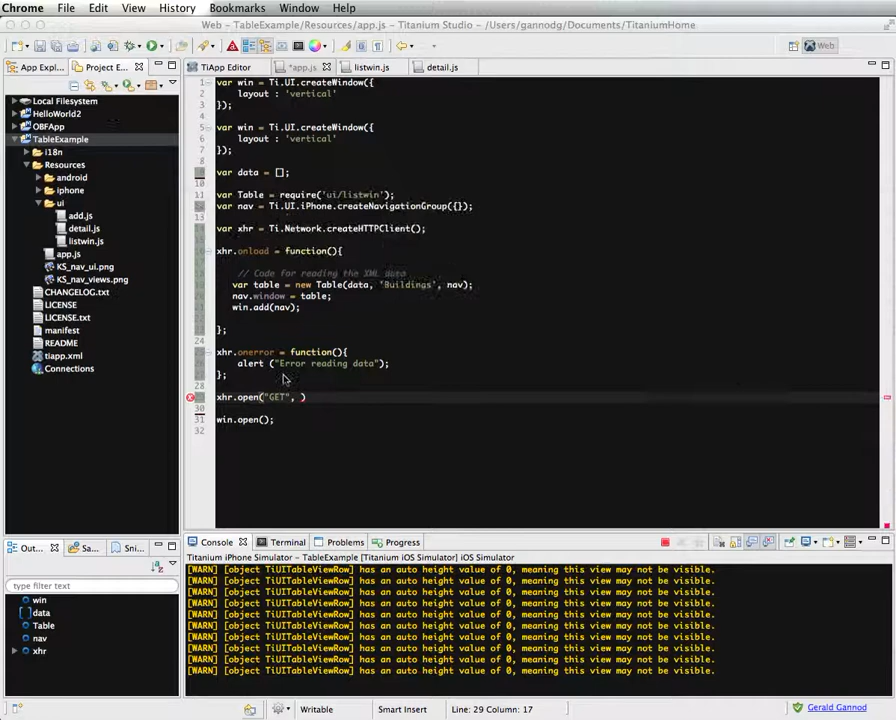 Chrome File Edit View History Bookmarks Window Help
Web - TableExample/Resources/app.js - Titanium Studio - /Users/gannodg/Documents/TitaniumHome
Web
App Expl... Project E...
TiApp Editor *app.js listwin.js detail.js
Local Filesystem
HelloWorld2
OBFApp
TableExample
i18n
Resources
android
iphone
ui
add.js
detail.js
listwin.js
app.js
KS_nav_ui.png
KS_nav_views.png
CHANGELOG.txt
LICENSE
LICENSE.txt
manifest
README
tiapp.xml
Connections
1 var win = Ti.UI.createWindow({
2 layout : 'vertical'
3 });
4
5 var win = Ti.UI.createWindow({
6 layout : 'vertical'
7 });
8
var data = [];
10
11 var Table = require('ui/listwin');
var nav = Ti.UI.iPhone.createNavigationGroup({});
13
var xhr = Ti.Network.createHTTPClient();
xhr.onload = function(){
// Code for reading the XML data
var table = new Table(data, 'Buildings', nav);
nav.window = table;
win.add(nav);
};
xhr.onerror = function(){
alert ("Error reading data");
};
28
xhr.open("GET", )
30
31 win.open();
32
Out... Sa... Sni...
type filter text
win
data
Table
nav
xhr
Console Terminal Problems Progress
Titanium iPhone Simulator - TableExample [Titanium iOS Simulator] iOS Simulator
[WARN] [object TiUITableViewRow] has an auto height value of 0, meaning this view may not be visible.
[WARN] [object TiUITableViewRow] has an auto height value of 0, meaning this view may not be visible.
[WARN] [object TiUITableViewRow] has an auto height value of 0, meaning this view may not be visible.
[WARN] [object TiUITableViewRow] has an auto height value of 0, meaning this view may not be visible.
[WARN] [object TiUITableViewRow] has an auto height value of 0, meaning this view may not be visible.
[WARN] [object TiUITableViewRow] has an auto height value of 0, meaning this view may not be visible.
[WARN] [object TiUITableViewRow] has an auto height value of 0, meaning this view may not be visible.
[WARN] [object TiUITableViewRow] has an auto height value of 0, meaning this view may not be visible.
[WARN] [object TiUITableViewRow] has an auto height value of 0, meaning this view may not be visible.
[WARN] [object TiUITableViewRow] has an auto height value of 0, meaning this view may not be visible.
Writable Smart Insert Line: 29 Column: 17 Gerald Gannod